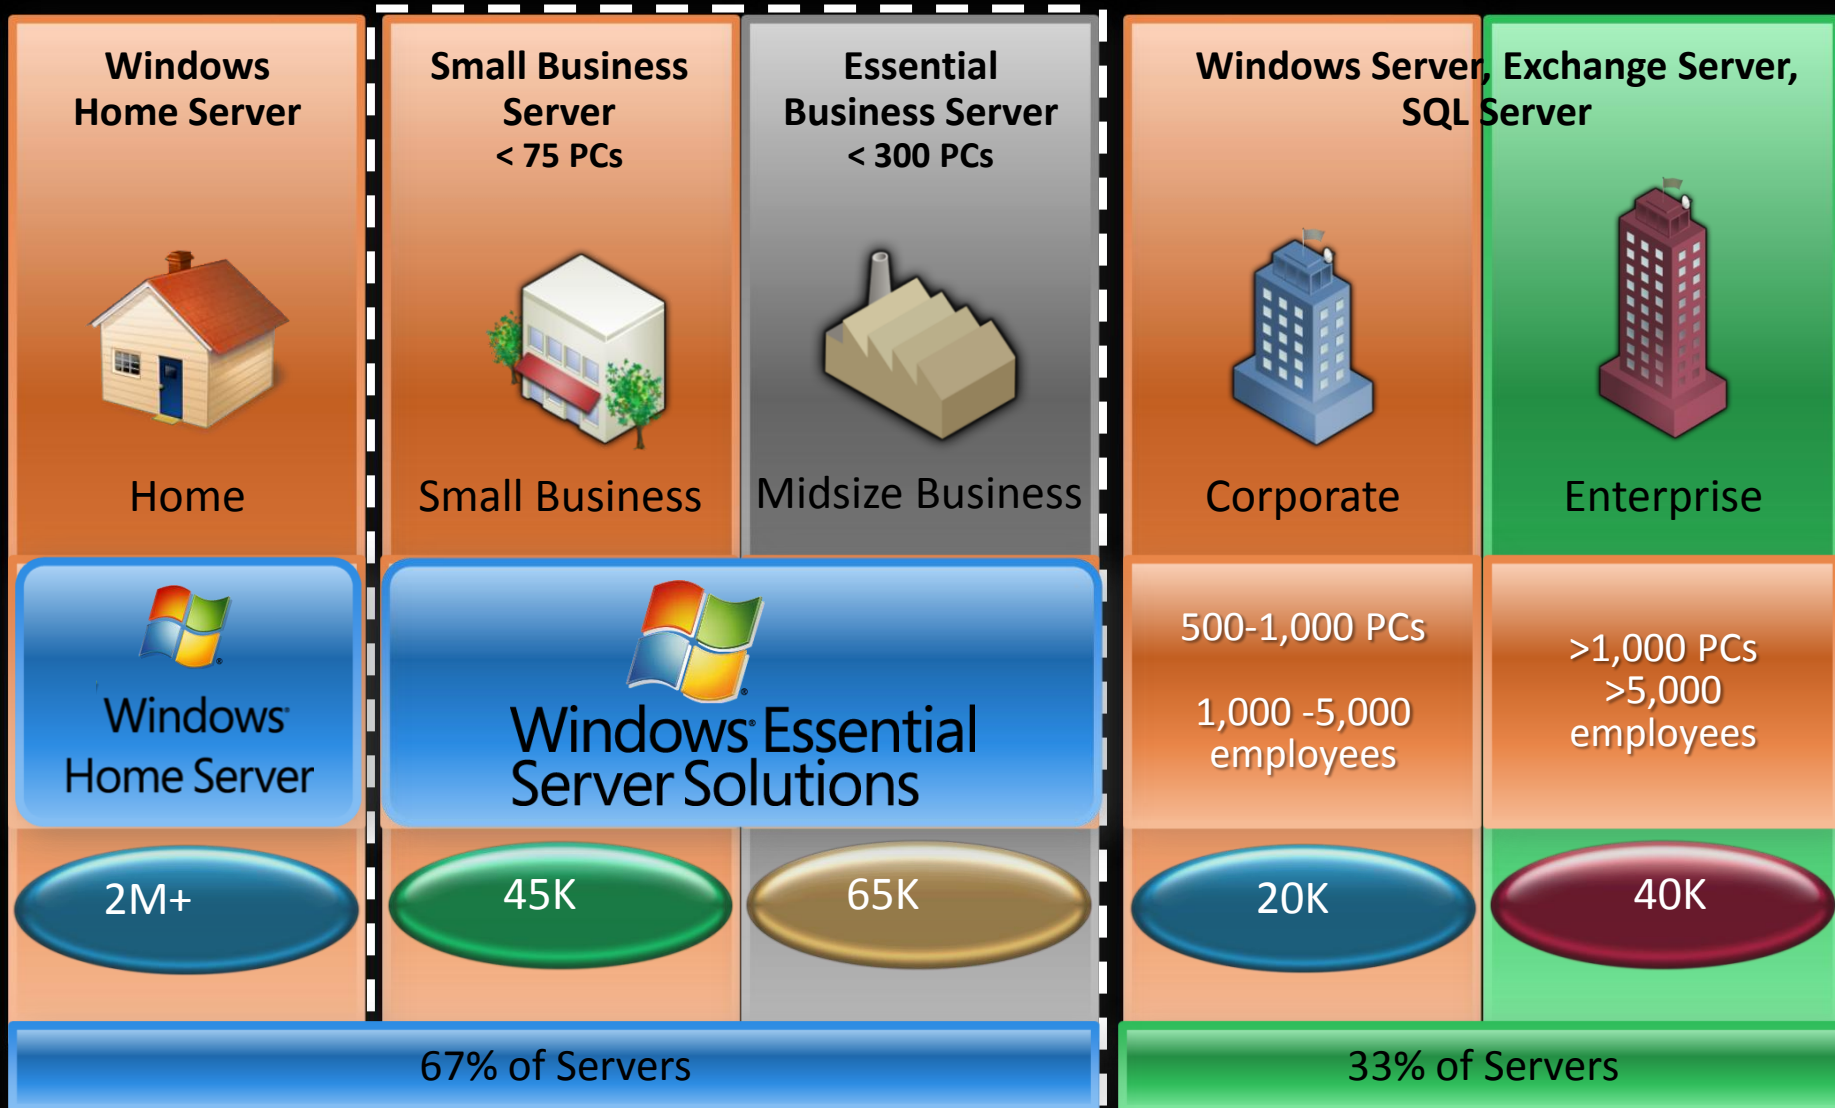 Windows
Home Server
Small Business
Server
< 75 PCs
Essential
Business Server
< 300 PCs
Windows Server, Exchange Server,
SQL Server
Home
Small Business
Midsize Business
Corporate
Enterprise
Windows®
Home Server
Windows® Essential
Server Solutions
500-1,000 PCs
1,000 -5,000
employees
>1,000 PCs
>5,000
employees
2M+
45K
65K
20K
40K
67% of Servers
33% of Servers